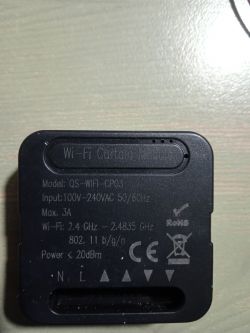 Wi-Fi Curtain Module
Model: QS-WIFI-CP03
Input:100V-240VAC 50/60Hz
Max. 3A
RoHS
Wi-Fi: 2.4 GHz - 2.4835 GHz
802.11 b/g/n
Power < 20dBm
CE
N L